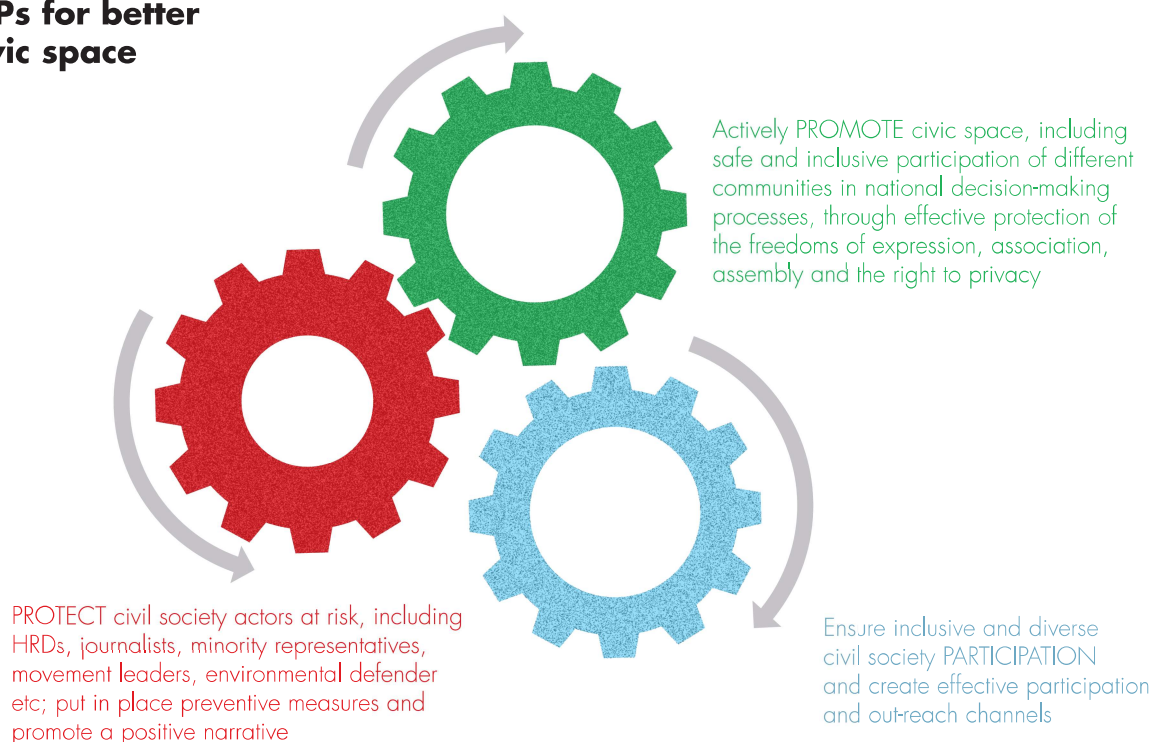 Ps for better
vic space
Actively PROMOTE civic space, including
safe and inclusive participation of different
communities in national decision-making
processes, through effective protection of
the freedoms of expression, association,
assembly and the right to privacy
PROTECT civil society actors at risk, including
HRDs, journalists, minority representatives,
movement leaders, environmental defender
etc; put in place preventive measures and
promote a positive narrative
Ensure inclusive and diverse
civil society PARTICIPATION
and create effective participation
and out-reach channels